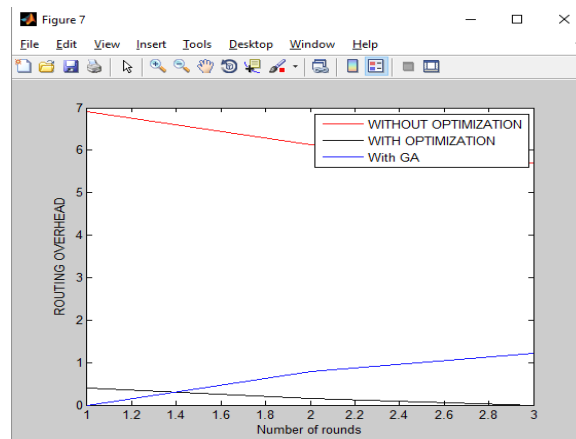 Figure 7
File Edit View Insert Tools Desktop Window Help
7
6
5
4
3
2
1
0
ROUTING OVERHEAD
WITHOUT OPTIMIZATION
WITH OPTIMIZATION
With GA
1 1.2 1.4 1.6 1.8 2 2.2 2.4 2.6 2.8 3
Number of rounds